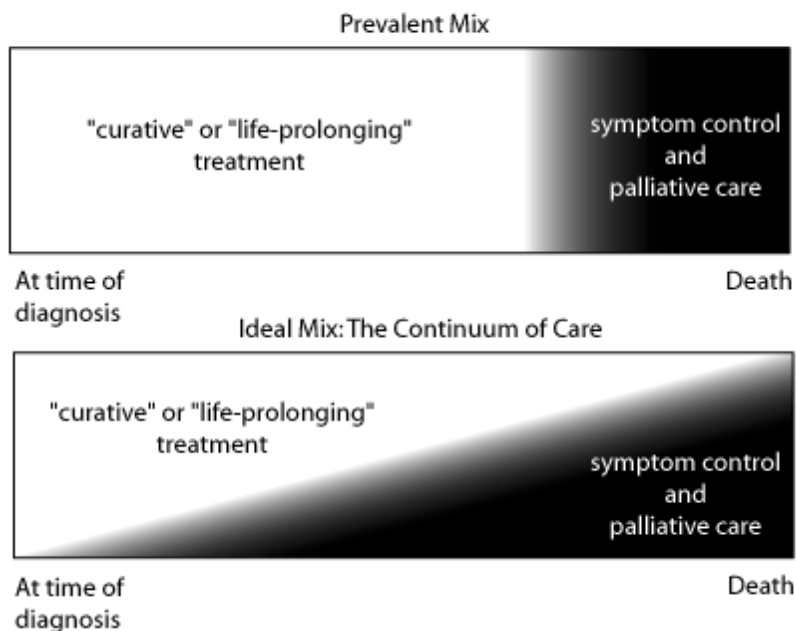 Prevalent Mix
"curative" or "life-prolonging"
treatment
symptom control
and
palliative care
At time of
diagnosis
Death
Ideal Mix: The Continuum of Care
"curative" or "life-prolonging"
treatment
symptom control
and
palliative care
At time of
diagnosis
Death